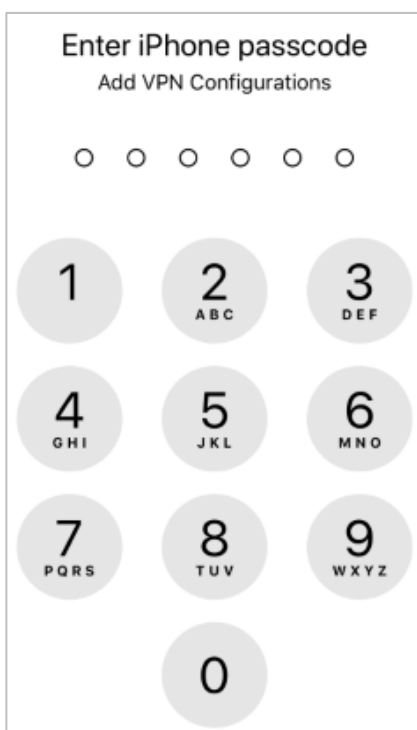 Enter iPhone passcode
Add VPN Configurations
1
2
ABC
3
DEF
4
GHI
5
JKL
6
MNO
7
PQRS
8
TUV
9
WXYZ
0